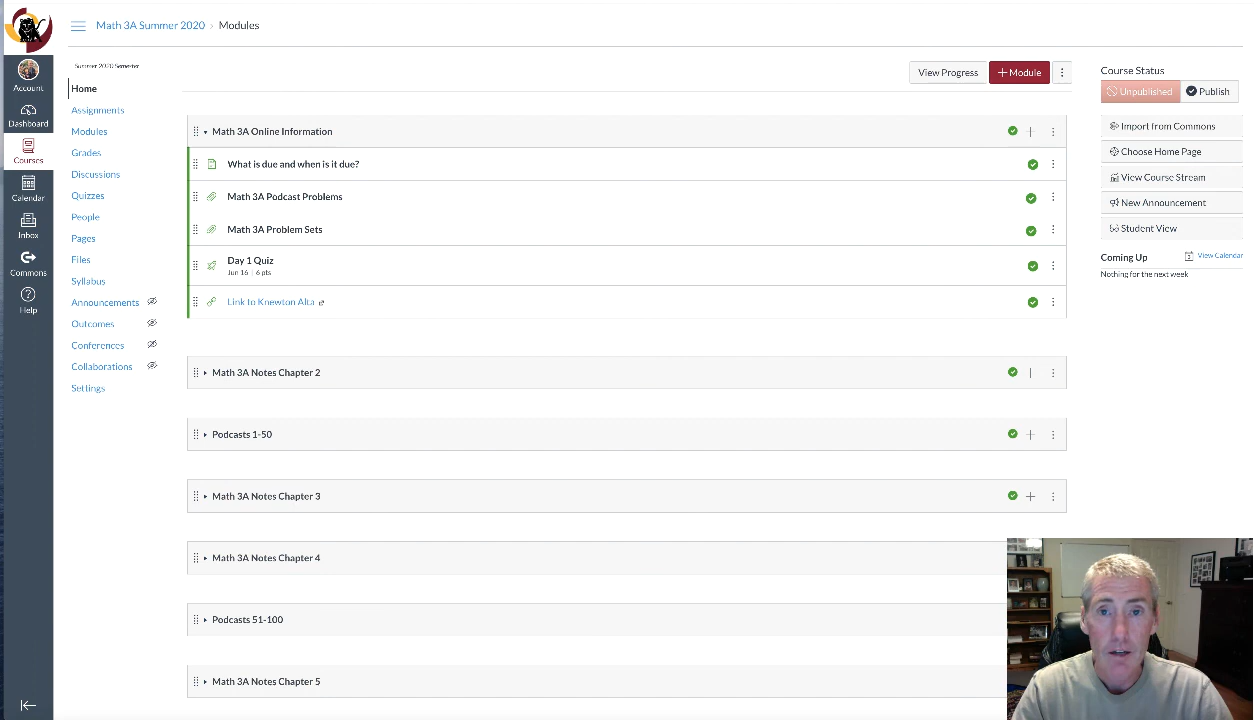 Math 3A Summer 2020 › Modules
Account
Dashboard
Courses
Calendar
Inbox
Commons
Help
Summer 2020 Semester
Home
Assignments
Modules
Grades
Discussions
Quizzes
People
Pages
Files
Syllabus
Announcements
Outcomes
Conferences
Collaborations
Settings
View Progress
+ Module
Math 3A Online Information
What is due and when is it due?
Math 3A Podcast Problems
Math 3A Problem Sets
Day 1 Quiz
Jun 16 | 6 pts
Link to Knewton Alta
Math 3A Notes Chapter 2
Podcasts 1-50
Math 3A Notes Chapter 3
Math 3A Notes Chapter 4
Podcasts 51-100
Math 3A Notes Chapter 5
Course Status
Unpublished
Publish
Import from Commons
Choose Home Page
View Course Stream
New Announcement
Student View
Coming Up
View Calendar
Nothing for the next week